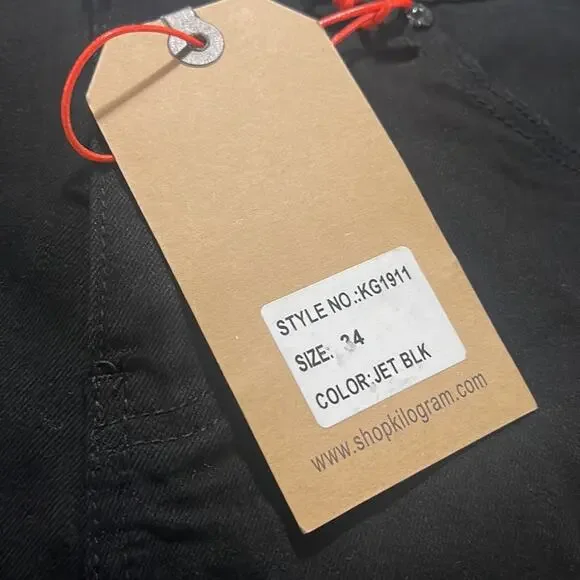 STYLE NO.:KG1911
SIZE: 34
COLOR:JET BLK
www.shopkilogram.com